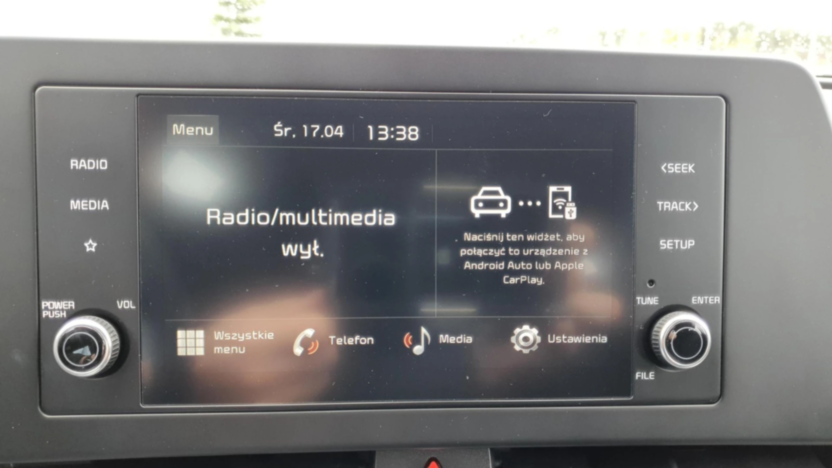 Menu
Śr. 17.04
13:38
RADIO
MEDIA
POWER
PUSH
VOL
Radio/multimedia
wył.
Naciśnij ten widżet, aby
połączyć to urządzenie z
Android Auto lub Apple
CarPlay.
Wszystkie
menu
Telefon
Media
Ustawienia
<SEEK
TRACK>
SETUP
TUNE
ENTER
FILE